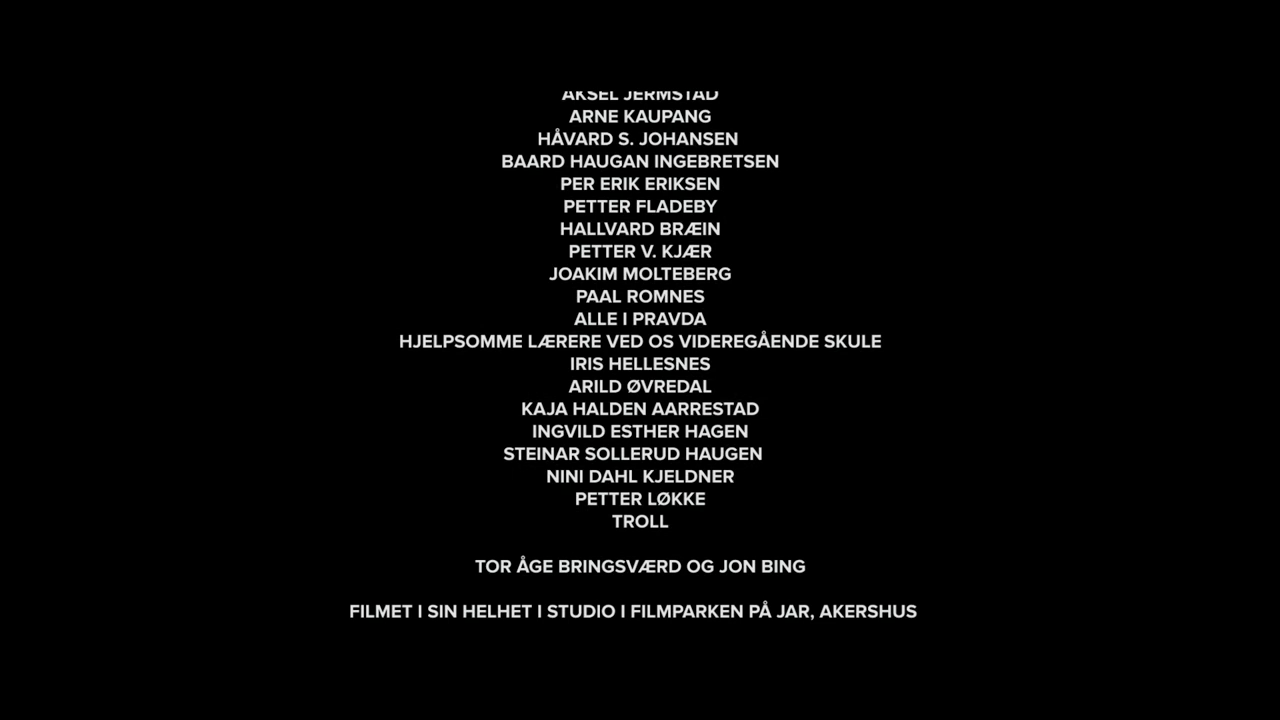 AKSEL JERMSTAD
ARNE KAUPANG
HÅVARD S. JOHANSEN
BAARD HAUGAN INGEBRETSEN
PER ERIK ERIKSEN
PETTER FLADEBY
HALLVARD BRÆIN
PETTER V. KJÆR
JOAKIM MOLTEBERG
PAAL ROMNES
ALLE I PRAVDA
HJELPSOMME LÆRERE VED OS VIDEREGÅENDE SKULE
IRIS HELLESNES
ARILD ØVREDAL
KAJA HALDEN AARRESTAD
INGVILD ESTHER HAGEN
STEINAR SOLLERUD HAUGEN
NINI DAHL KJELDNER
PETTER LØKKE
TROLL
TOR ÅGE BRINGSVÆRD OG JON BING
FILMET I SIN HELHET I STUDIO I FILMPARKEN PÅ JAR, AKERSHUS